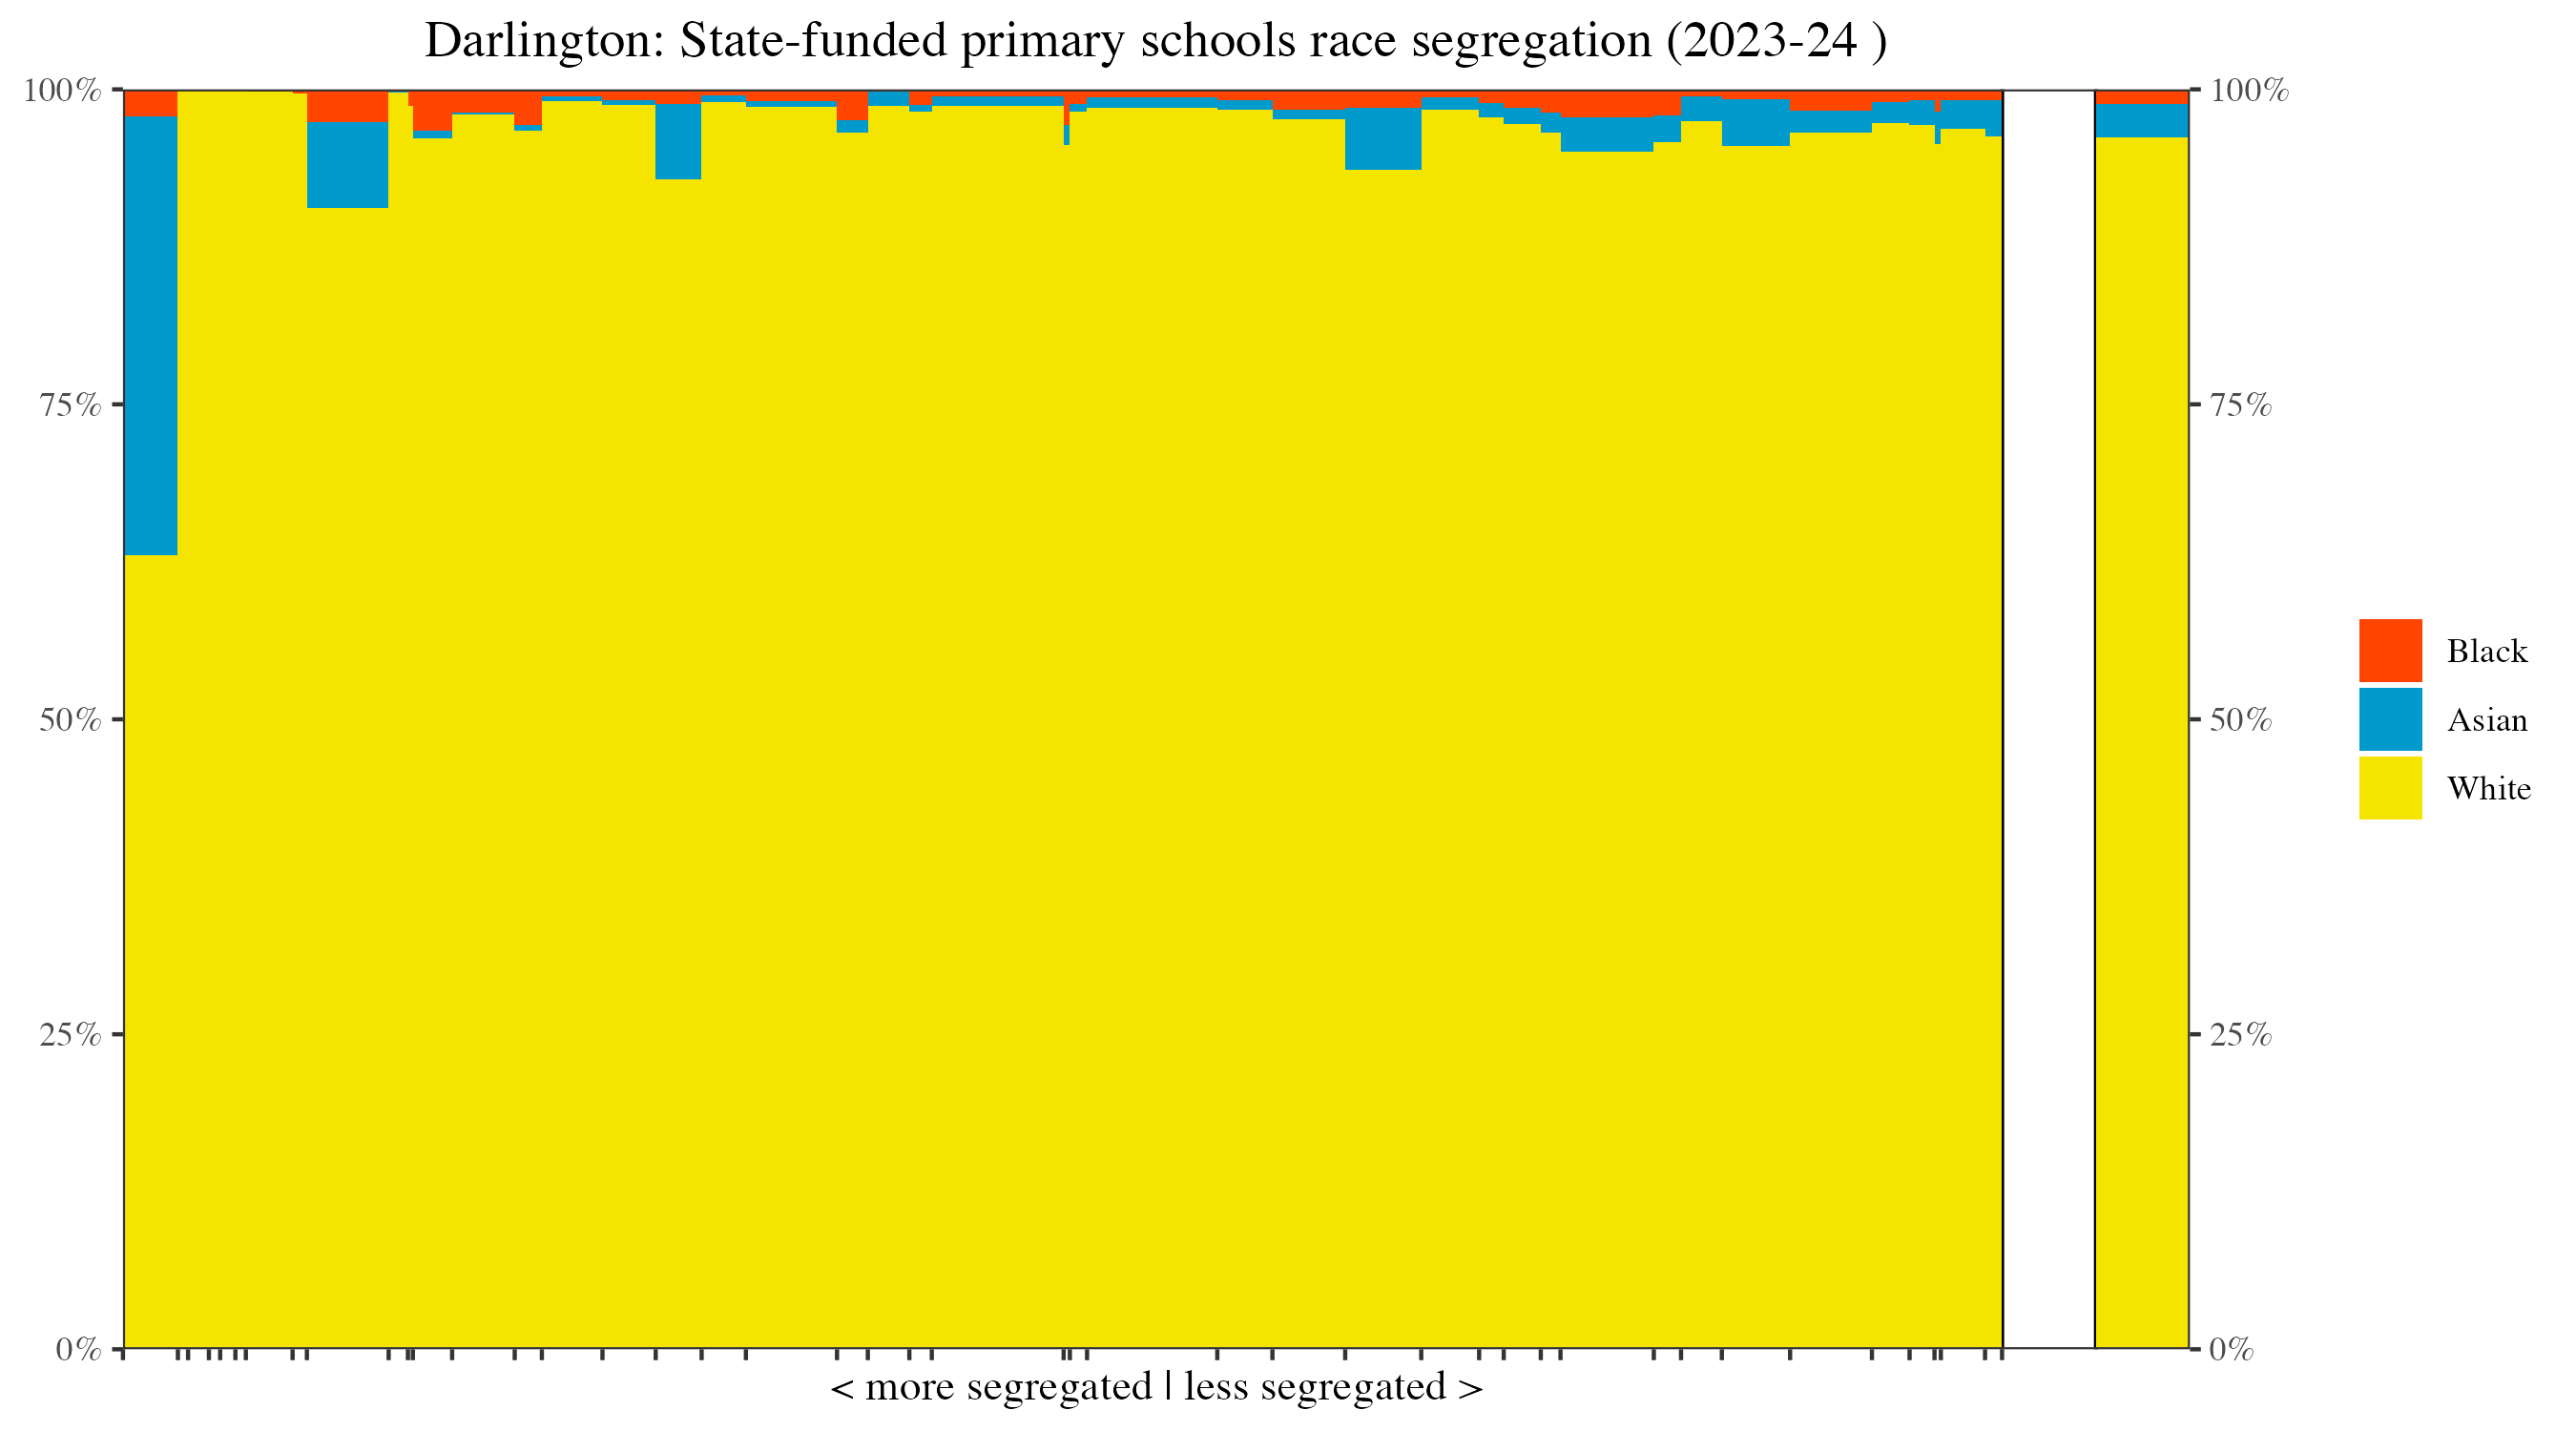 Darlington: State-funded primary schools race segregation (2023-24 )
100%
75%
50%
25%
0%
100%
75%
50%
25%
0%
Black
Asian
White
< more segregated | less segregated >